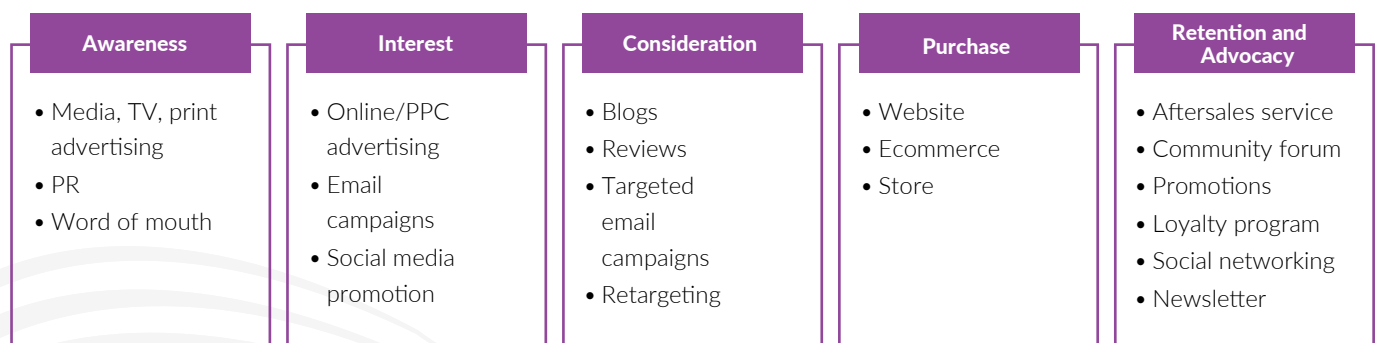 Awareness
• Media, TV, print
advertising
• PR
• Word of mouth
Interest
• Online/PPC
advertising
• Email
campaigns
• Social media
promotion
Consideration
• Blogs
• Reviews
• Targeted
email
campaigns
• Retargeting
Purchase
• Website
• Ecommerce
• Store
Retention and
Advocacy
• Aftersales service
• Community forum
• Promotions
• Loyalty program
• Social networking
• Newsletter